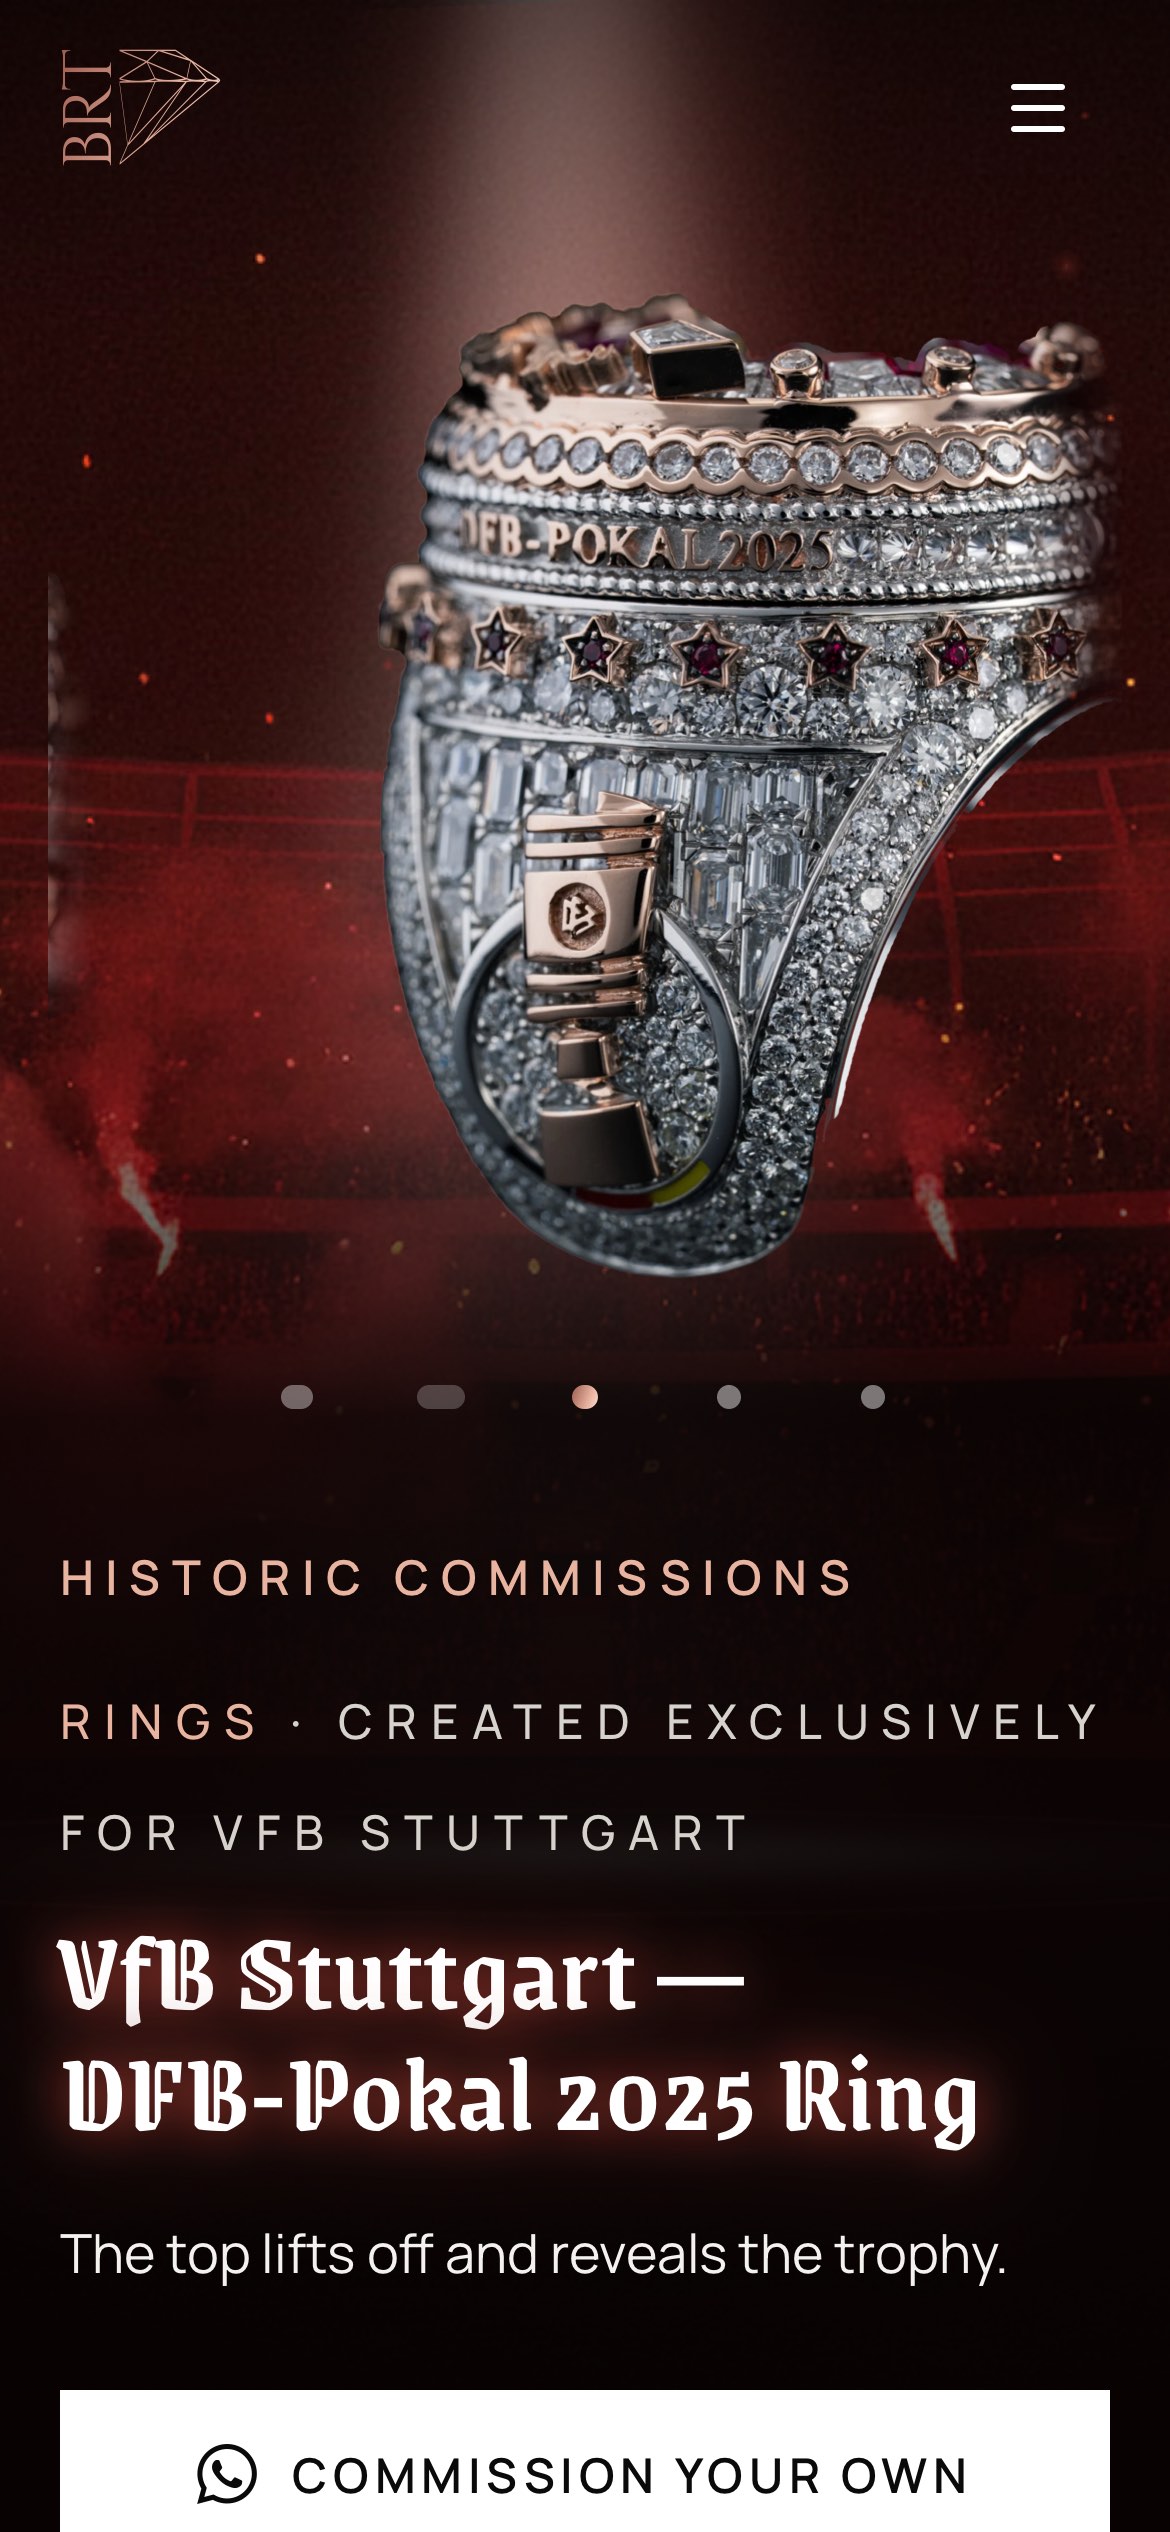 BRT
DFB-POKAL 2025
HISTORIC COMMISSIONS
RINGS · CREATED EXCLUSIVELY
FOR VFB STUTTGART
VfB Stuttgart —
DFB-Pokal 2025 Ring
The top lifts off and reveals the trophy.
COMMISSION YOUR OWN